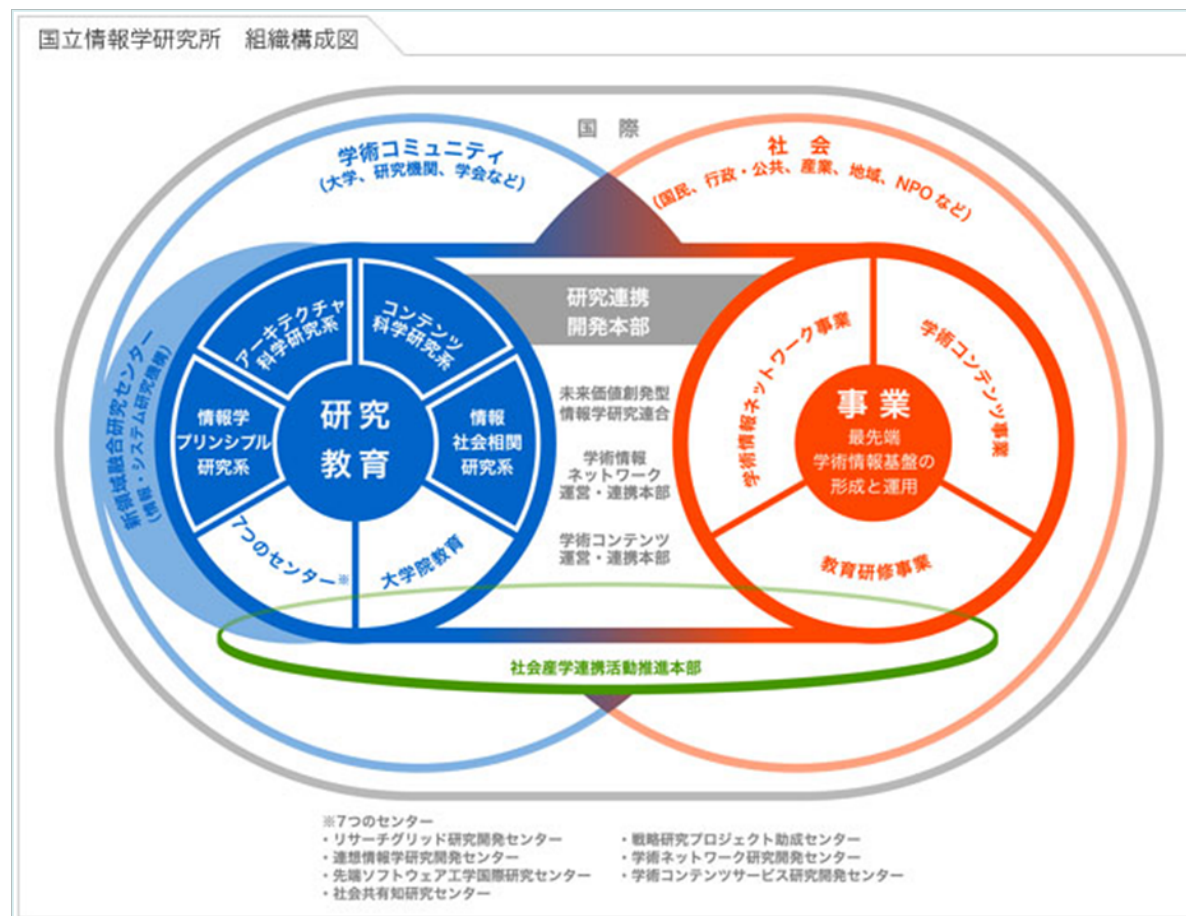 国立情報学研究所 組織構成図
国 際
学術コミュニティ
(大学、研究機関、学会など)
社 会
(国民、行政・公共、産業、地域、NPO など)
新領域融合研究センター
(情報・システム研究機構)
アーキテクチャ
科学研究系
コンテンツ
科学研究系
情報学
プリンシプル
研究系
研 究
教 育
情報
社会相関
研究系
7つのセンター※
大学院教育
研究連携
開発本部
未来価値創発型
情報学研究連合
学術情報
ネットワーク
運営・連携本部
学術コンテンツ
運営・連携本部
学術情報ネットワーク事業
学術コンテンツ事業
事 業
最先端
学術情報基盤の
形成と運用
教育研修事業
社会産学連携活動推進本部
※7つのセンター
・リサーチグリッド研究開発センター
・連想情報学研究開発センター
・先端ソフトウェア工学国際研究センター
・社会共有知研究センター
・戦略研究プロジェクト助成センター
・学術ネットワーク研究開発センター
・学術コンテンツサービス研究開発センター